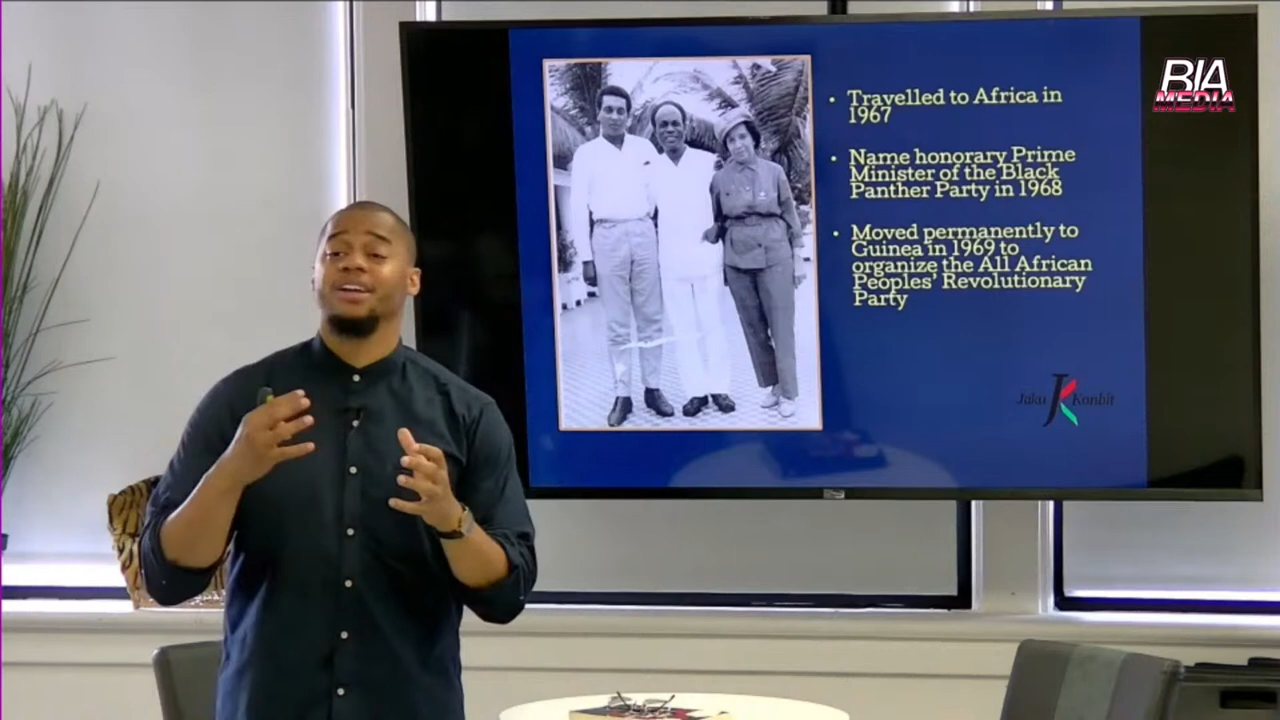 BIA
MEDIA
• Travelled to Africa in
1967
• Name honorary Prime
Minister of the Black
Panther Party in 1968
• Moved permanently to
Guinea in 1969 to
organize the All African
Peoples' Revolutionary
Party
Jaku Konbit